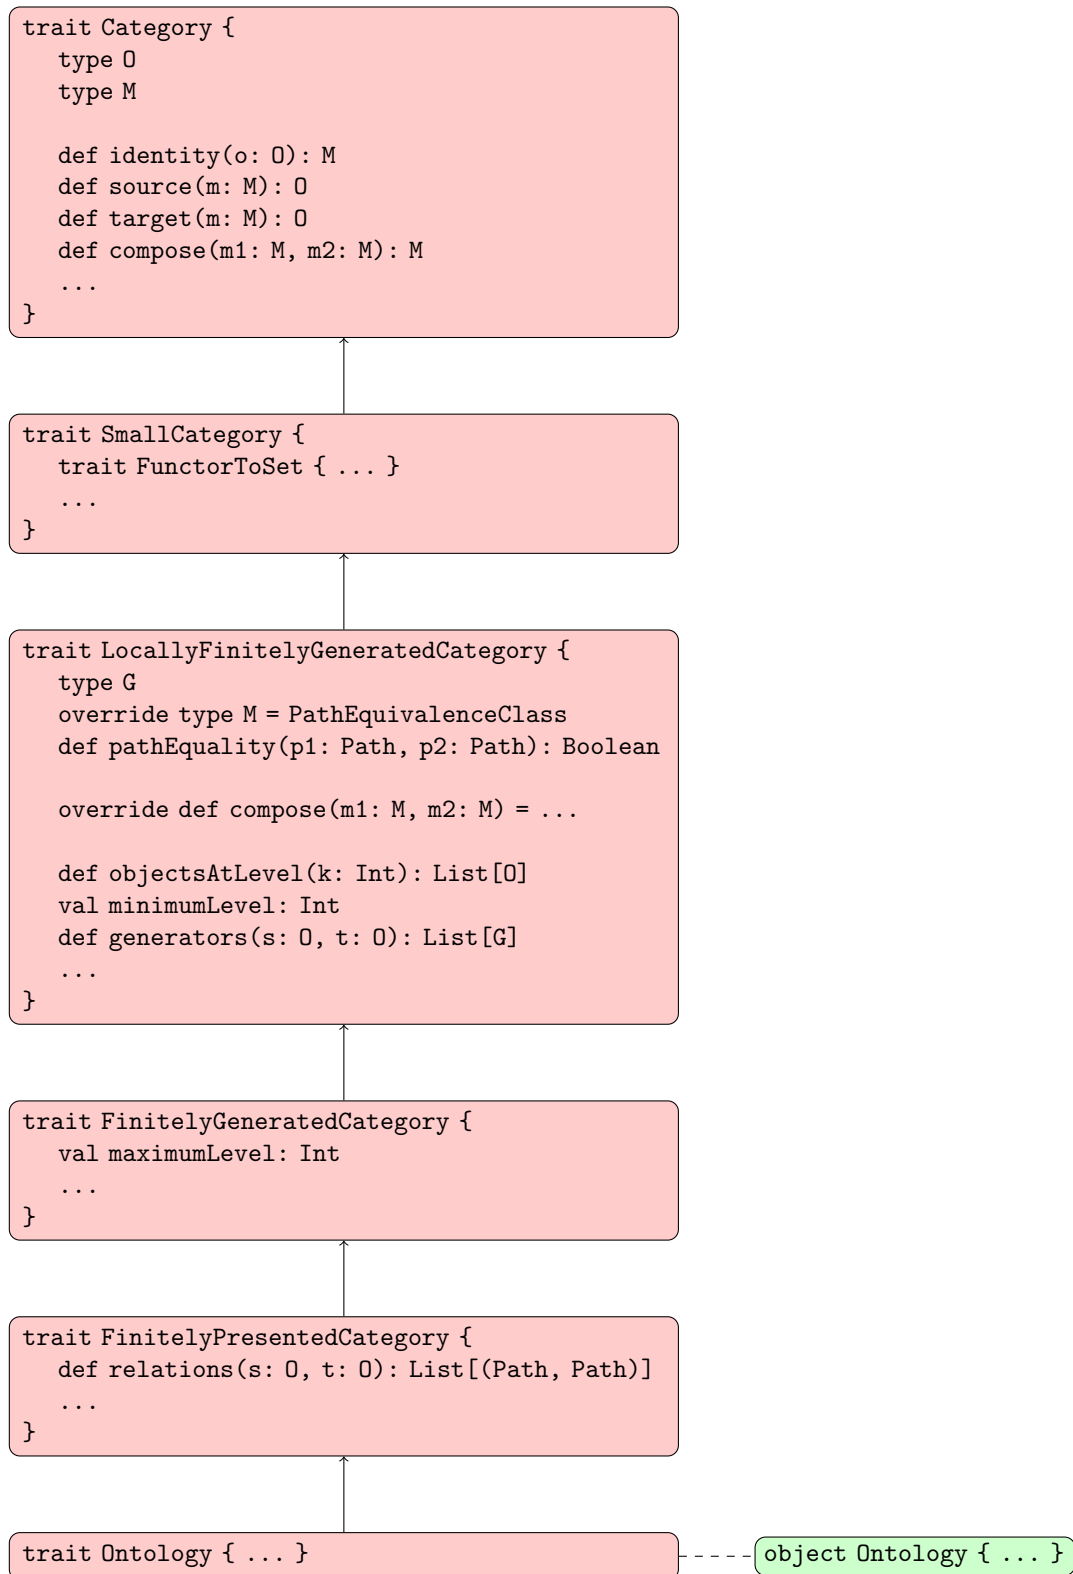 trait Category {
type O
type M
def identity(o: O): M
def source(m: M): O
def target(m: M): O
def compose(m1: M, m2: M): M
...
}
trait SmallCategory {
trait FunctorToSet { ... }
...
}
trait LocallyFinitelyGeneratedCategory {
type G
override type M = PathEquivalenceClass
def pathEquality(p1: Path, p2: Path): Boolean
override def compose(m1: M, m2: M) = ...
def objectsAtLevel(k: Int): List[O]
val minimumLevel: Int
def generators(s: O, t: O): List[G]
...
}
trait FinitelyGeneratedCategory {
val maximumLevel: Int
...
}
trait FinitelyPresentedCategory {
def relations(s: O, t: O): List[(Path, Path)]
...
}
trait Ontology { ... }
object Ontology { ... }